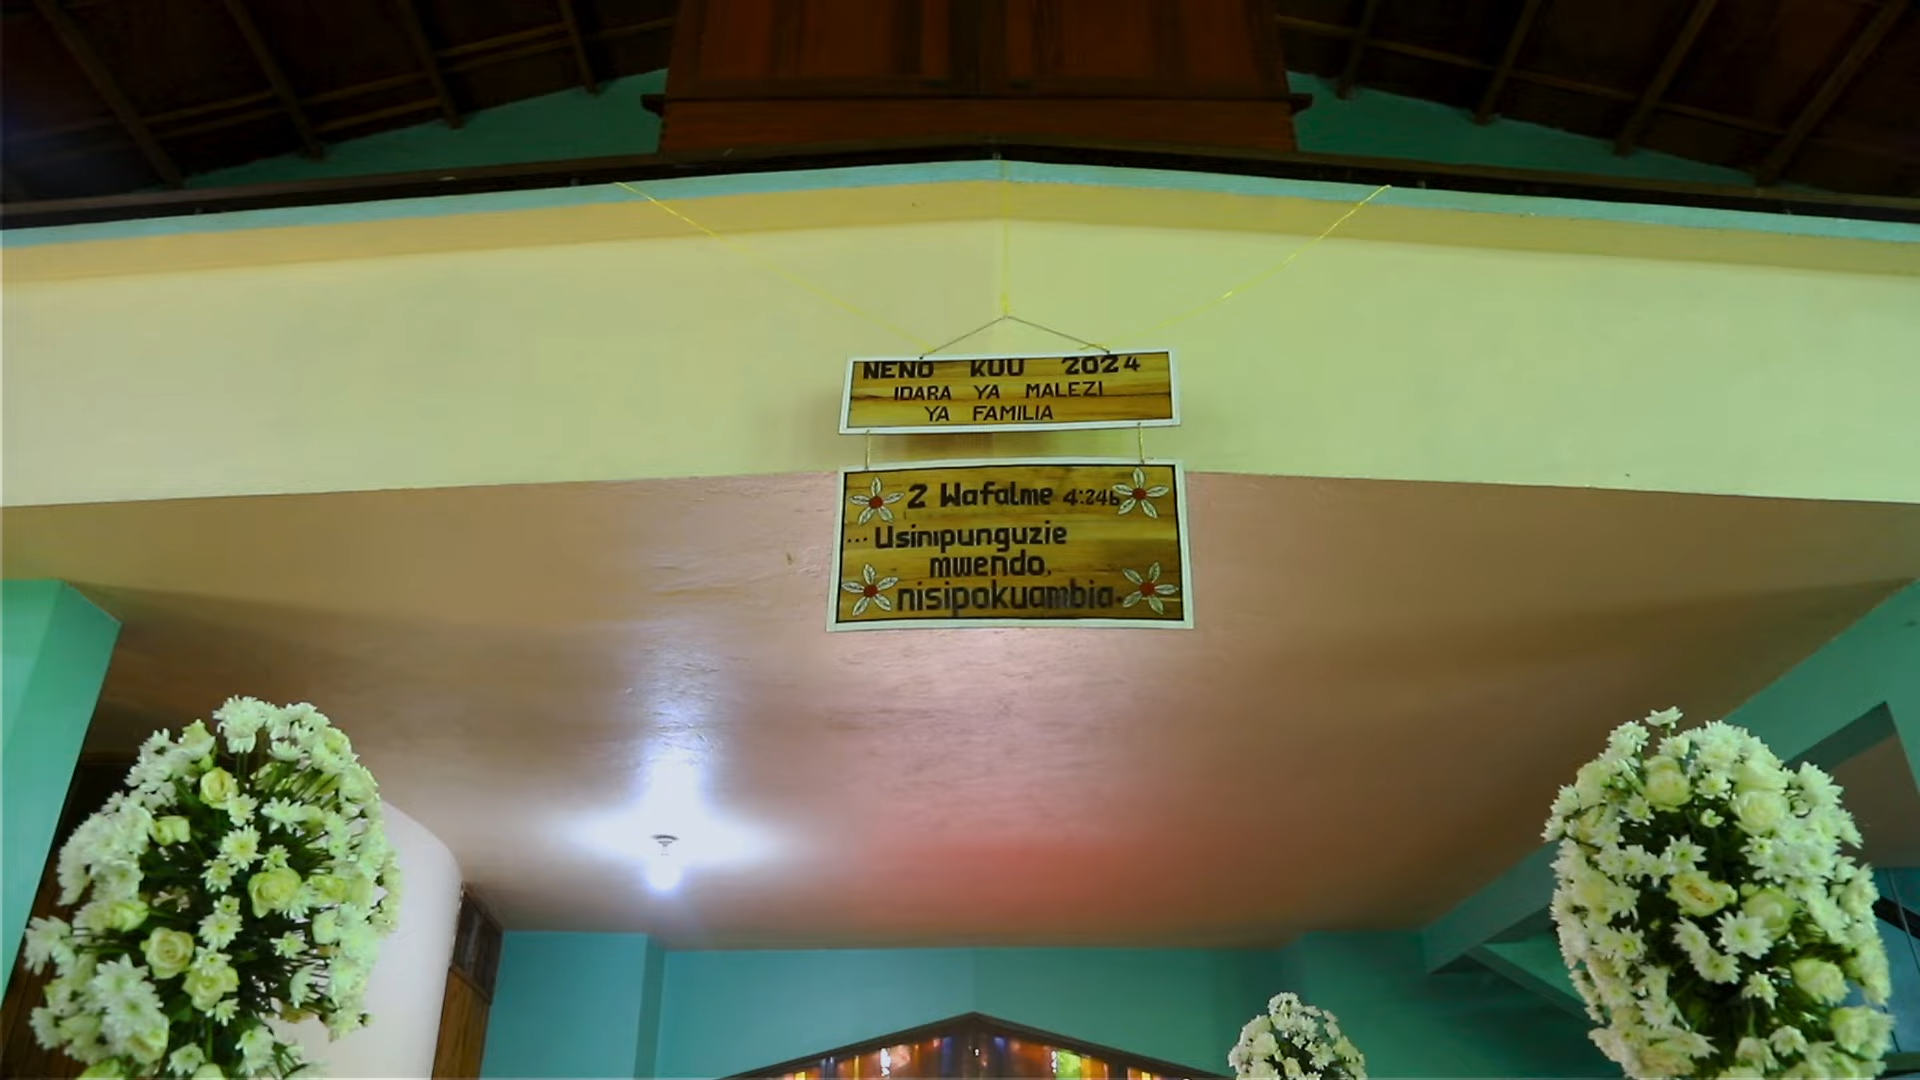 NENO KUU 2024
IDARA YA MALEZI
YA FAMILIA
2 Wafalme 4:24b
... Usinipunguzie
mwendo,
nisipokuambia.